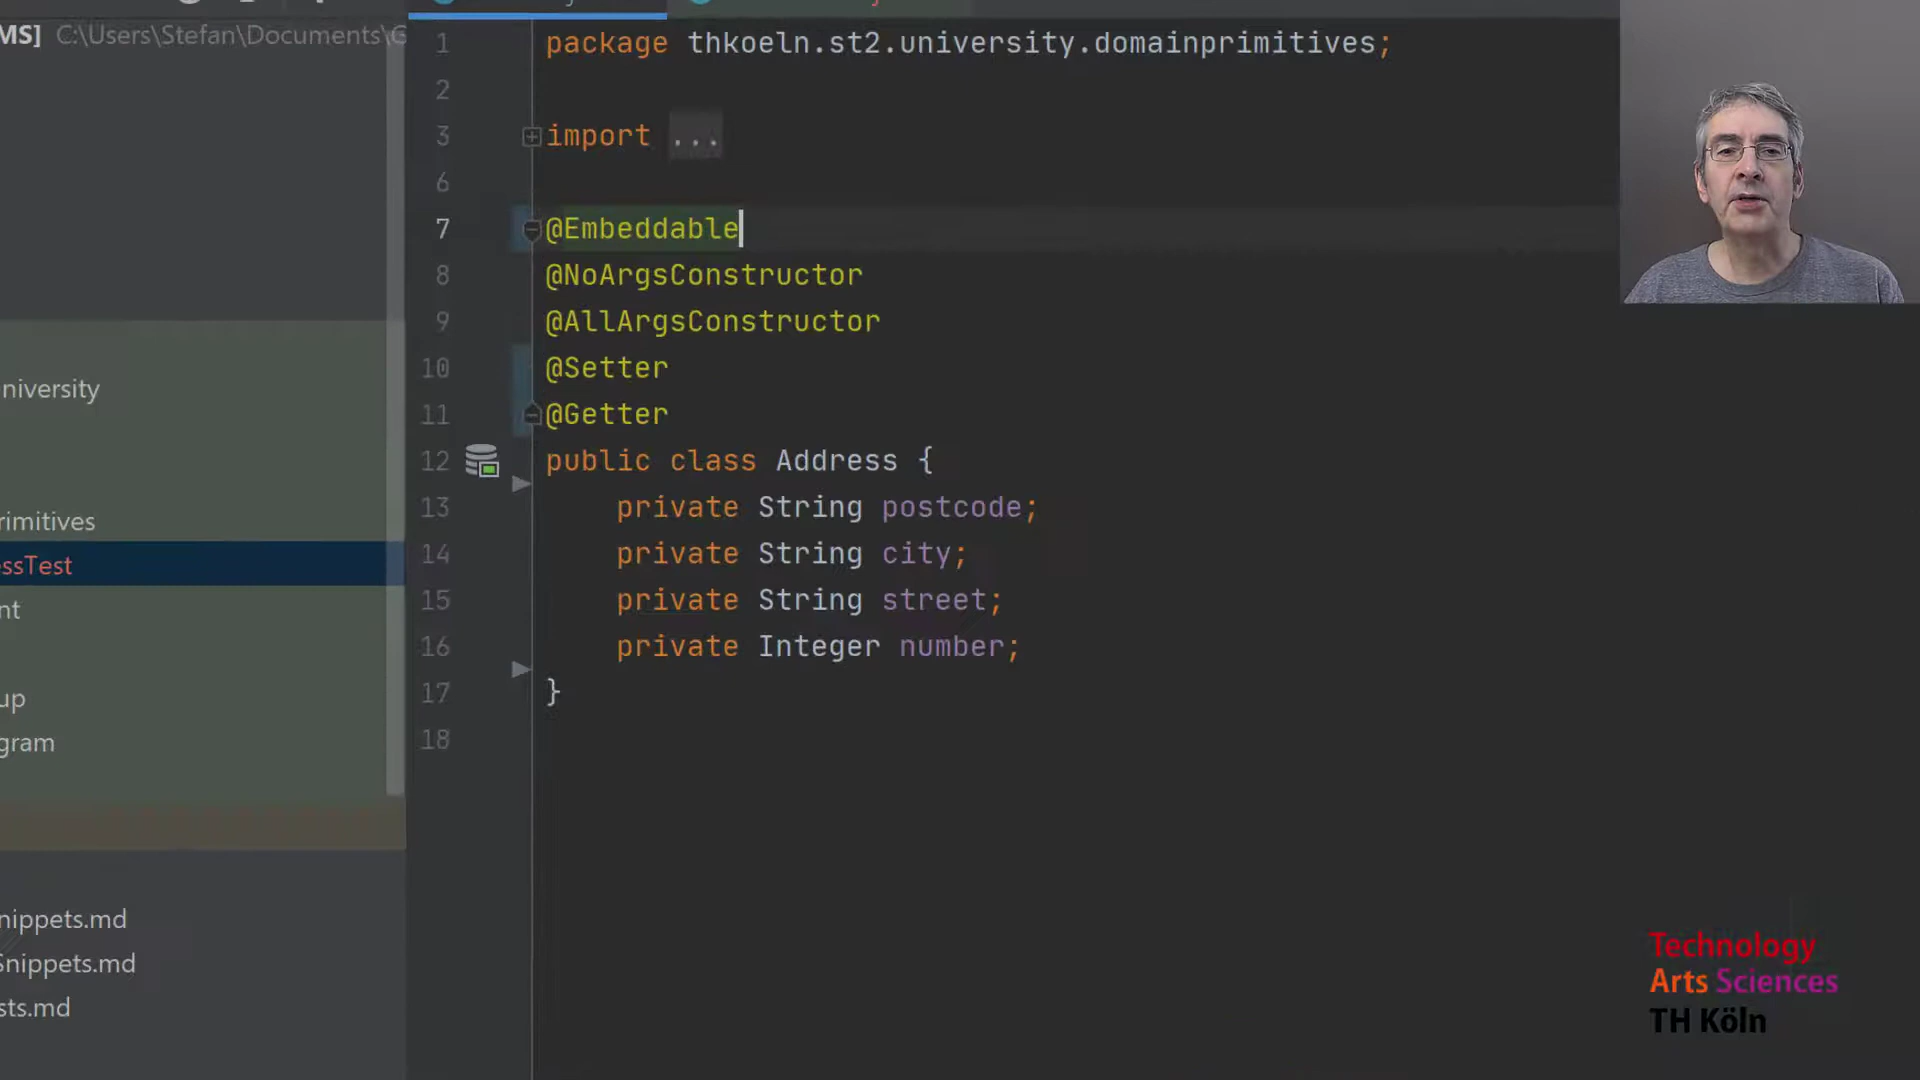 MS] C:\Users\Stefan\Documents\G
niversity
rimitives
essTest
nt
up
gram
nippets.md
Snippets.md
sts.md
1 package thkoeln.st2.university.domainprimitives;
2
3 import ...
6
7 @Embeddable
8 @NoArgsConstructor
9 @AllArgsConstructor
10 @Setter
11 @Getter
12 public class Address {
13 private String postcode;
14 private String city;
15 private String street;
16 private Integer number;
17 }
18
Technology
Arts Sciences
TH Köln